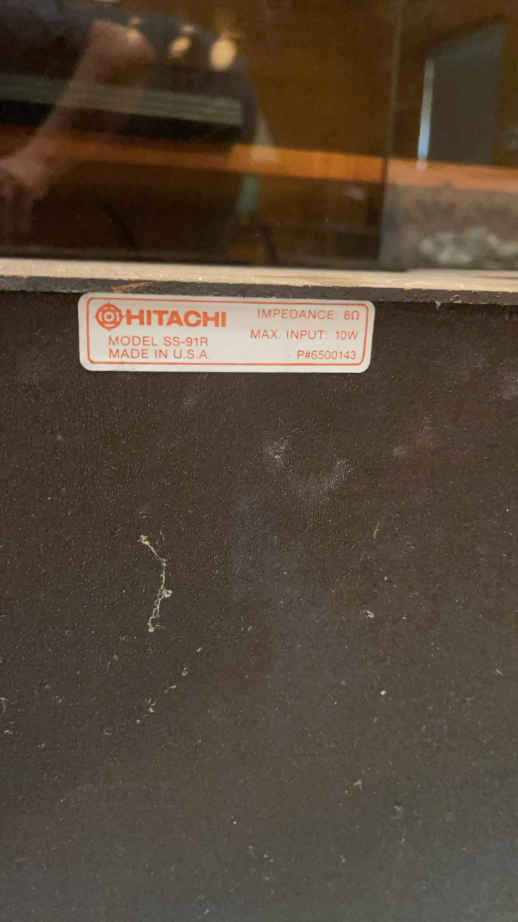 HITACHI
MODEL SS-91R
MADE IN U.S.A.
IMPEDANCE: 8Ω
MAX. INPUT: 10W
P#6500143